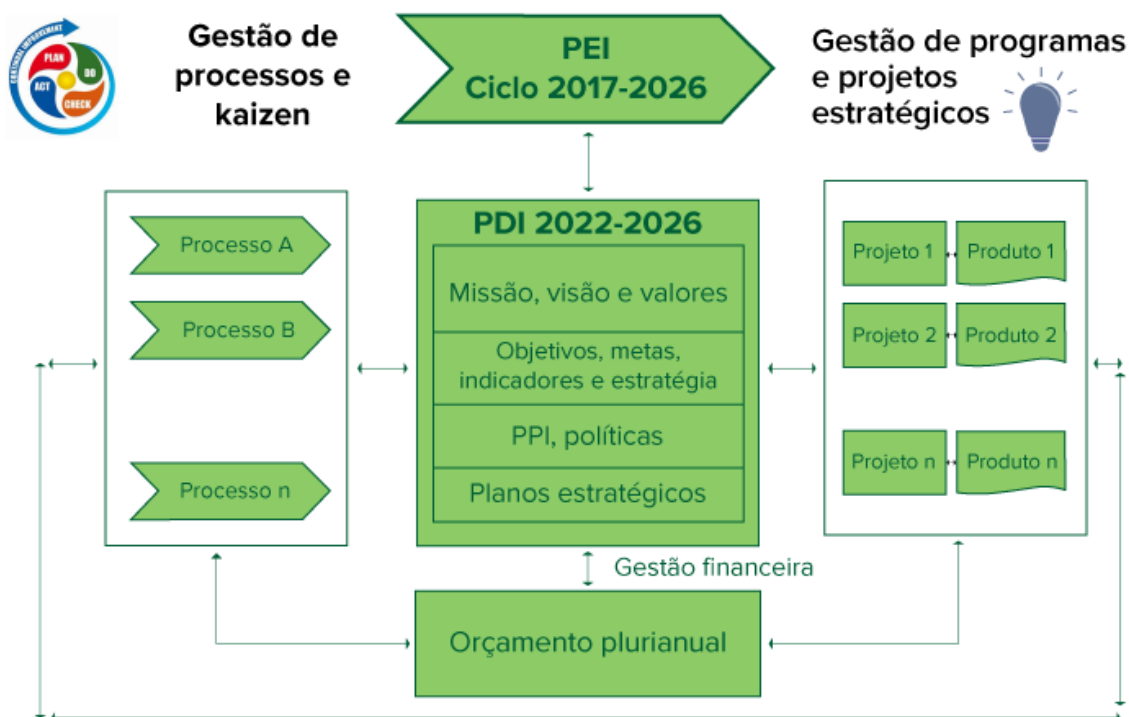 CONTINUAL IMPROVEMENT
PLAN
DO
ACT
CHECK
Gestão de
processos e
kaizen
PEI
Ciclo 2017-2026
Gestão de programas
e projetos
estratégicos
Processo A
Processo B
Processo n
PDI 2022-2026
Missão, visão e valores
Objetivos, metas,
indicadores e estratégia
PPI, políticas
Planos estratégicos
Projeto 1
Produto 1
Projeto 2
Produto 2
Projeto n
Produto n
Gestão financeira
Orçamento plurianual